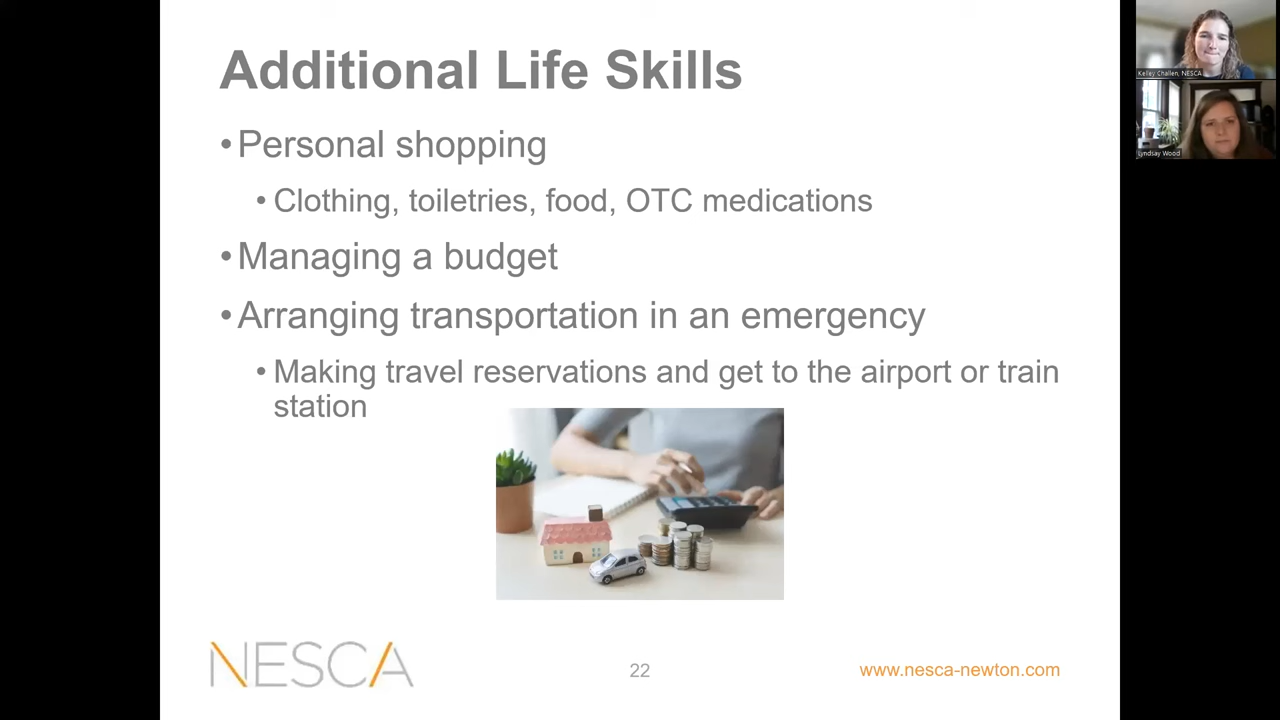 Additional Life Skills
•Personal shopping
• Clothing, toiletries, food, OTC medications
•Managing a budget
•Arranging transportation in an emergency
• Making travel reservations and get to the airport or train
station
NESCA
22
www.nesca-newton.com
Kelley Challen, NESCA
Lyndsay Wood